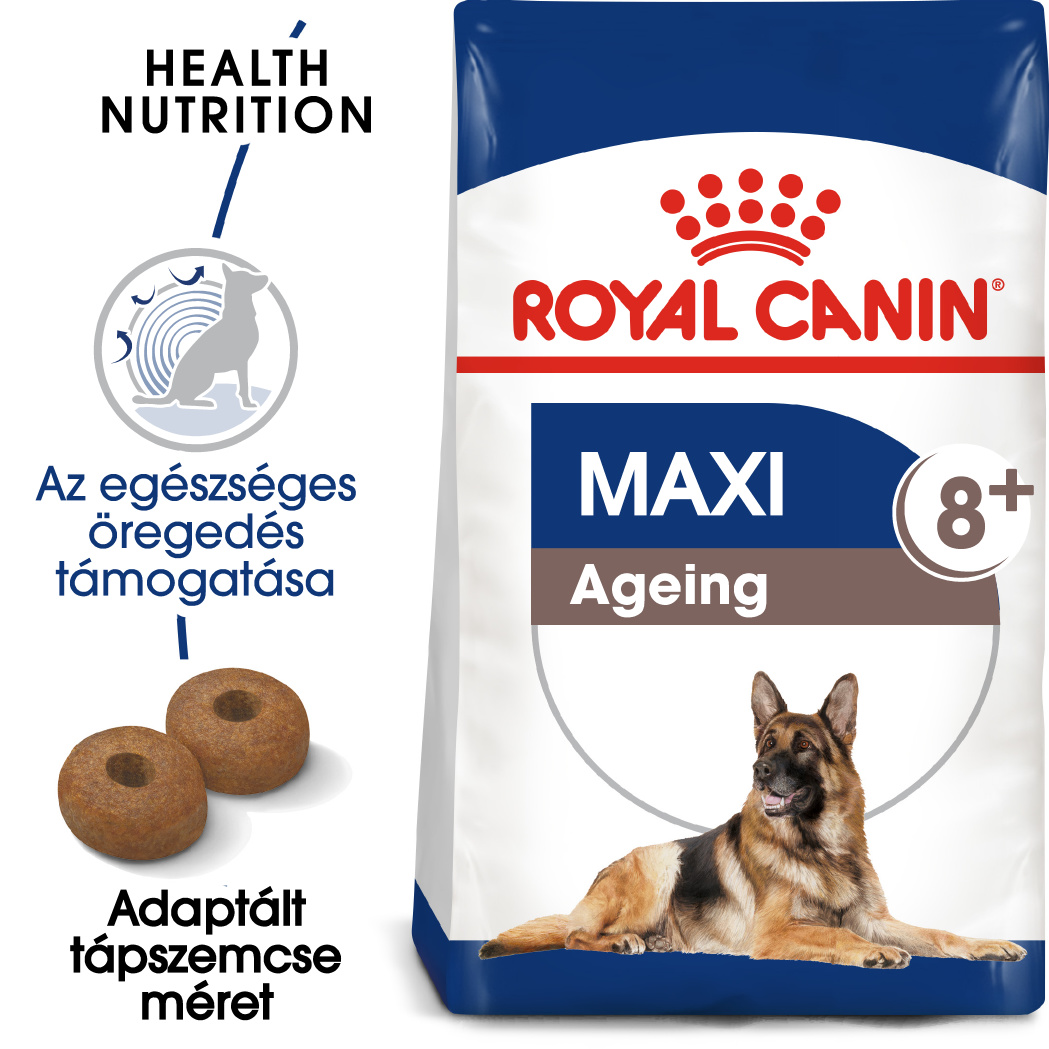 HEALTH
NUTRITION
Az egészséges
öregedés
támogatása
Adaptált
tápszemcse
méret
ROYAL CANIN®
MAXI
8+
Ageing